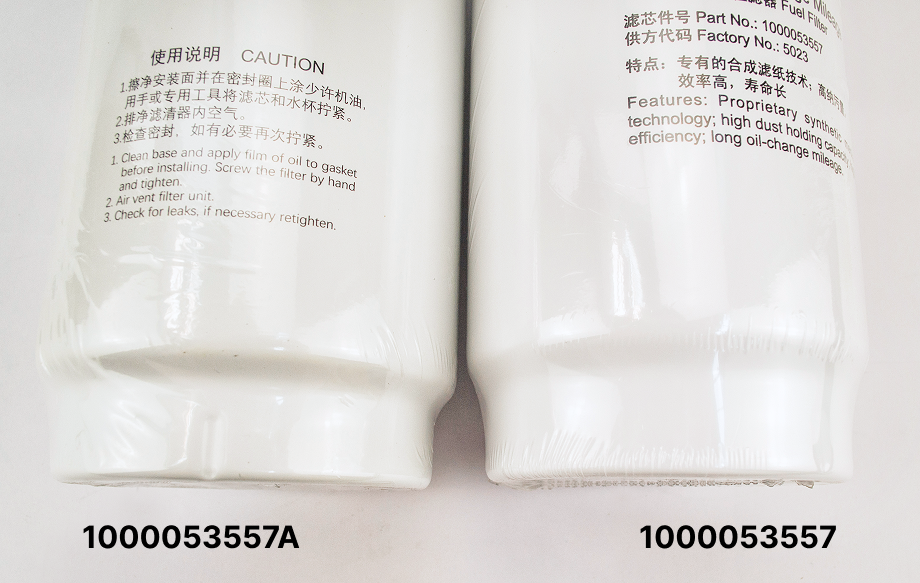 使用说明 CAUTION
1.擦净安装面并在密封圈上涂少许机油,
用手或专用工具将滤芯和水杯拧紧。
2.排净滤清器内空气。
3.检查密封，如有必要再次拧紧。
1. Clean base and apply film of oil to gasket
before installing. Screw the filter by hand
and tighten.
2. Air vent filter unit.
3. Check for leaks, if necessary retighten.
Fuel Filter
滤芯件号 Part No.: 1000053557
供方代码 Factory No.: 5023
特点：专有的合成滤纸技术；高纳污
效率高，寿命长
Features: Proprietary synthetic
technology; high dust holding capacity
efficiency; long oil-change mileage.
1000053557A
1000053557